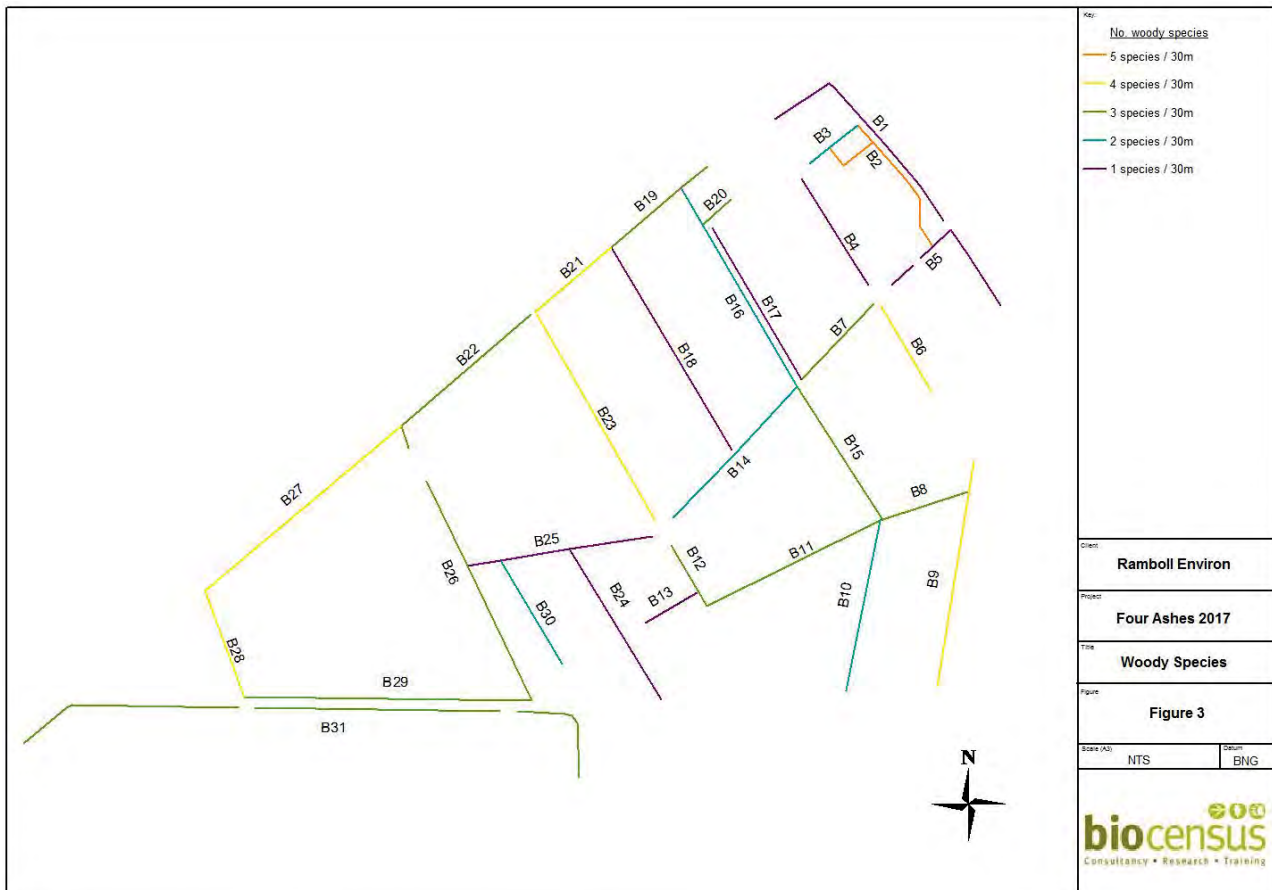 Key:
No. woody species
5 species / 30m
4 species / 30m
3 species / 30m
2 species / 30m
1 species / 30m
B1
B3
B2
B19
B20
B4
B5
B21
B16
B17
B7
B6
B22
B18
B23
B15
B14
B27
B8
B25
B11
B12
B26
B24
B13
B10
B9
B30
B28
B29
B31
N
Client
Ramboll Environ
Project
Four Ashes 2017
Title
Woody Species
Figure
Figure 3
Scale (A3)
NTS
Datum
BNG
biocensus
Consultancy • Research • Training